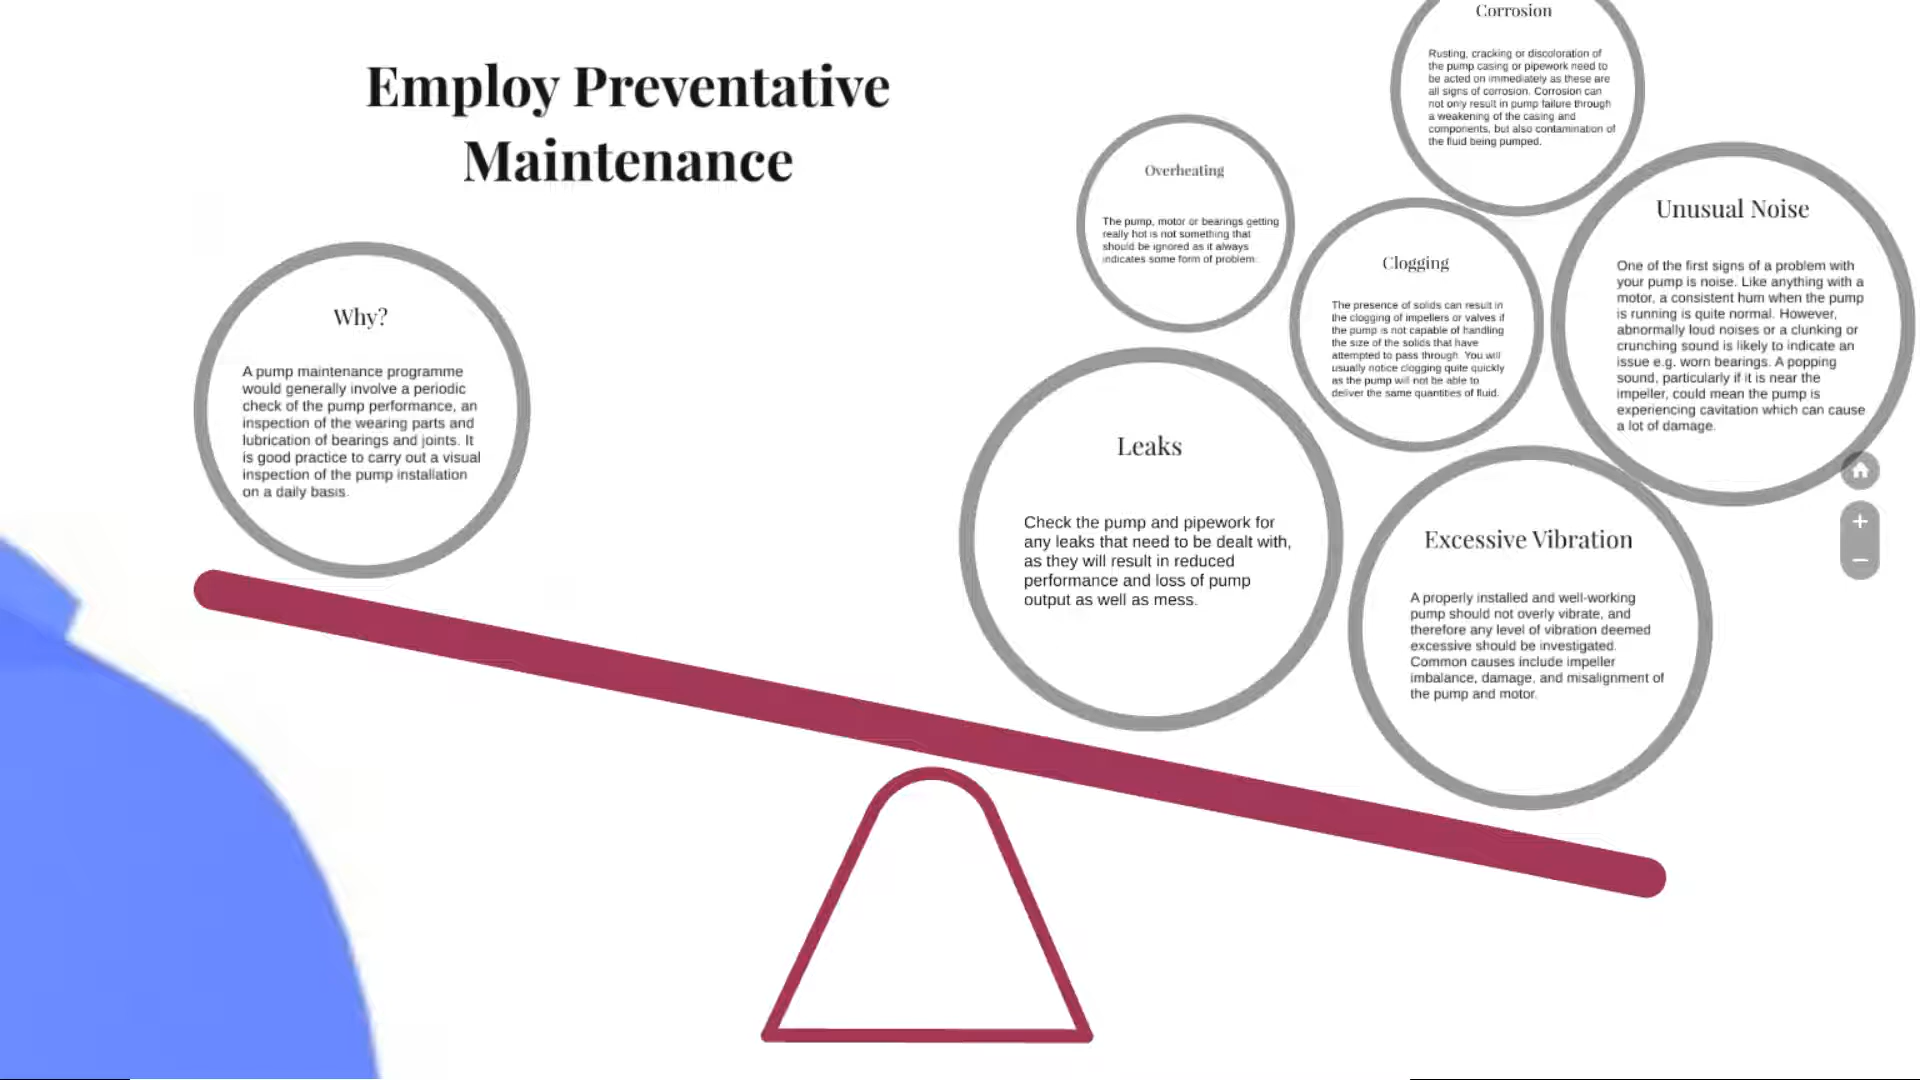 Employ Preventative
Maintenance
Why?
A pump maintenance programme
would generally involve a periodic
check of the pump performance, an
inspection of the wearing parts and
lubrication of bearings and joints. It
is good practice to carry out a visual
inspection of the pump installation
on a daily basis.
Overheating
The pump, motor or bearings getting
really hot is not something that
should be ignored as it always
indicates some form of problem.
Corrosion
Rusting, cracking or discoloration of
the pump casing or pipework need to
be acted on immediately as these are
all signs of corrosion. Corrosion can
not only result in pump failure through
a weakening of the casing and
components, but also contamination of
the fluid being pumped.
Clogging
The presence of solids can result in
the clogging of impellers or valves if
the pump is not capable of handling
the size of the solids that have
attempted to pass through. You will
usually notice clogging quite quickly
as the pump will not be able to
deliver the same quantities of fluid.
Unusual Noise
One of the first signs of a problem with
your pump is noise. Like anything with a
motor, a consistent hum when the pump
is running is quite normal. However,
abnormally loud noises or a clunking or
crunching sound is likely to indicate an
issue e.g. worn bearings. A popping
sound, particularly if it is near the
impeller, could mean the pump is
experiencing cavitation which can cause
a lot of damage.
Leaks
Check the pump and pipework for
any leaks that need to be dealt with,
as they will result in reduced
performance and loss of pump
output as well as mess.
Excessive Vibration
A properly installed and well-working
pump should not overly vibrate, and
therefore any level of vibration deemed
excessive should be investigated.
Common causes include impeller
imbalance, damage, and misalignment of
the pump and motor.